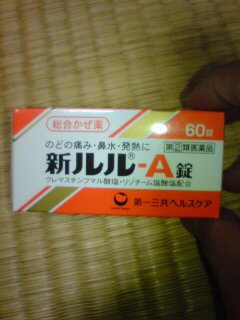 総合かぜ薬
60錠
のどの痛み・鼻水・発熱に
指定第②類医薬品
新ルル®-A錠
クレマスチンフマル酸塩・リゾチーム塩酸塩配合
第一三共ヘルスケア